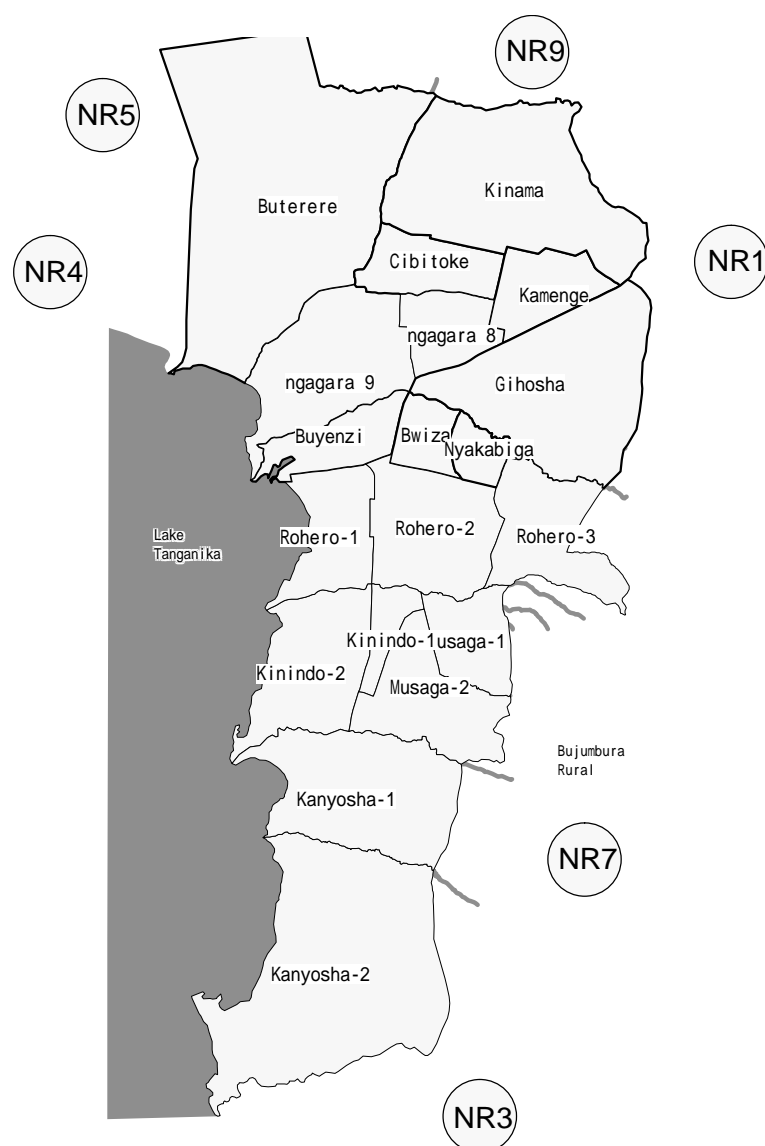 NR9
NR5
Buterere
Kinama
NR4
Cibitoke
NR1
Kamenge
ngagara 8
ngagara 9
Gihosha
Buyenzi
Bwiza
Nyakabiga
Lake
Tanganika
Rohero-1
Rohero-2
Rohero-3
Kinindo-1
usaga-1
Kinindo-2
Musaga-2
Bujumbura
Rural
Kanyosha-1
NR7
Kanyosha-2
NR3